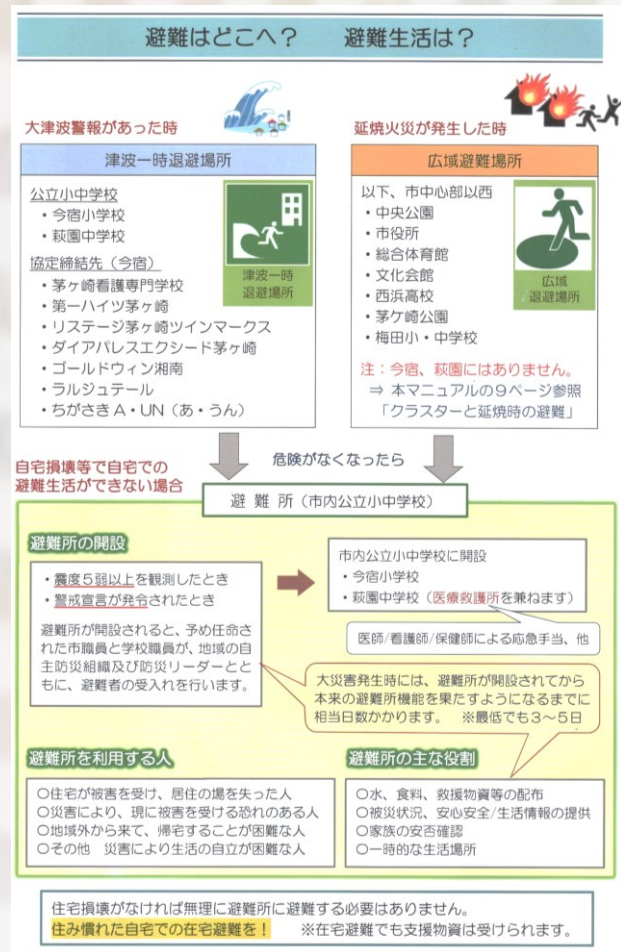 避難はどこへ？　避難生活は？
大津波警報があった時
津波一時退避場所
公立小中学校
・今宿小学校
・萩園中学校
協定締結先（今宿）
・茅ヶ崎看護専門学校
・第一ハイツ茅ヶ崎
・リステージ茅ヶ崎ツインマークス
・ダイアパレスエクシード茅ヶ崎
・ゴールドウィン湘南
・ラルジュテール
・ちがさきA・UN（あ・うん）
津波一時
退避場所
延焼火災が発生した時
広域避難場所
以下、市中心部以西
・中央公園
・市役所
・総合体育館
・文化会館
・西浜高校
・茅ケ崎公園
・梅田小・中学校
広域
退避場所
注：今宿、萩園にはありません。
⇒ 本マニュアルの9ページ参照
「クラスターと延焼時の避難」
危険がなくなったら
自宅損壊等で自宅での
避難生活ができない場合
避難所（市内公立小中学校）
避難所の開設
・震度5弱以上を観測したとき
・警戒宣言が発令されたとき
避難所が開設されると、予め任命さ
れた市職員と学校職員が、地域の自
主防災組織及び防災リーダーとと
もに、避難者の受入れを行います。
市内公立小中学校に開設
・今宿小学校
・萩園中学校（医療救護所を兼ねます）
医師/看護師/保健師による応急手当、他
大災害発生時には、避難所が開設されてから
本来の避難所機能を果たすようになるまでに
相当日数かかります。　※最低でも3～5日
避難所を利用する人
○住宅が被害を受け、居住の場を失った人
○災害により、現に被害を受ける恐れのある人
○地域外から来て、帰宅することが困難な人
○その他　災害により生活の自立が困難な人
避難所の主な役割
○水、食料、救援物資等の配布
○被災状況、安心安全/生活情報の提供
○家族の安否確認
○一時的な生活場所
住宅損壊がなければ無理に避難所に避難する必要はありません。
住み慣れた自宅での在宅避難を！　※在宅避難でも支援物資は受けられます。